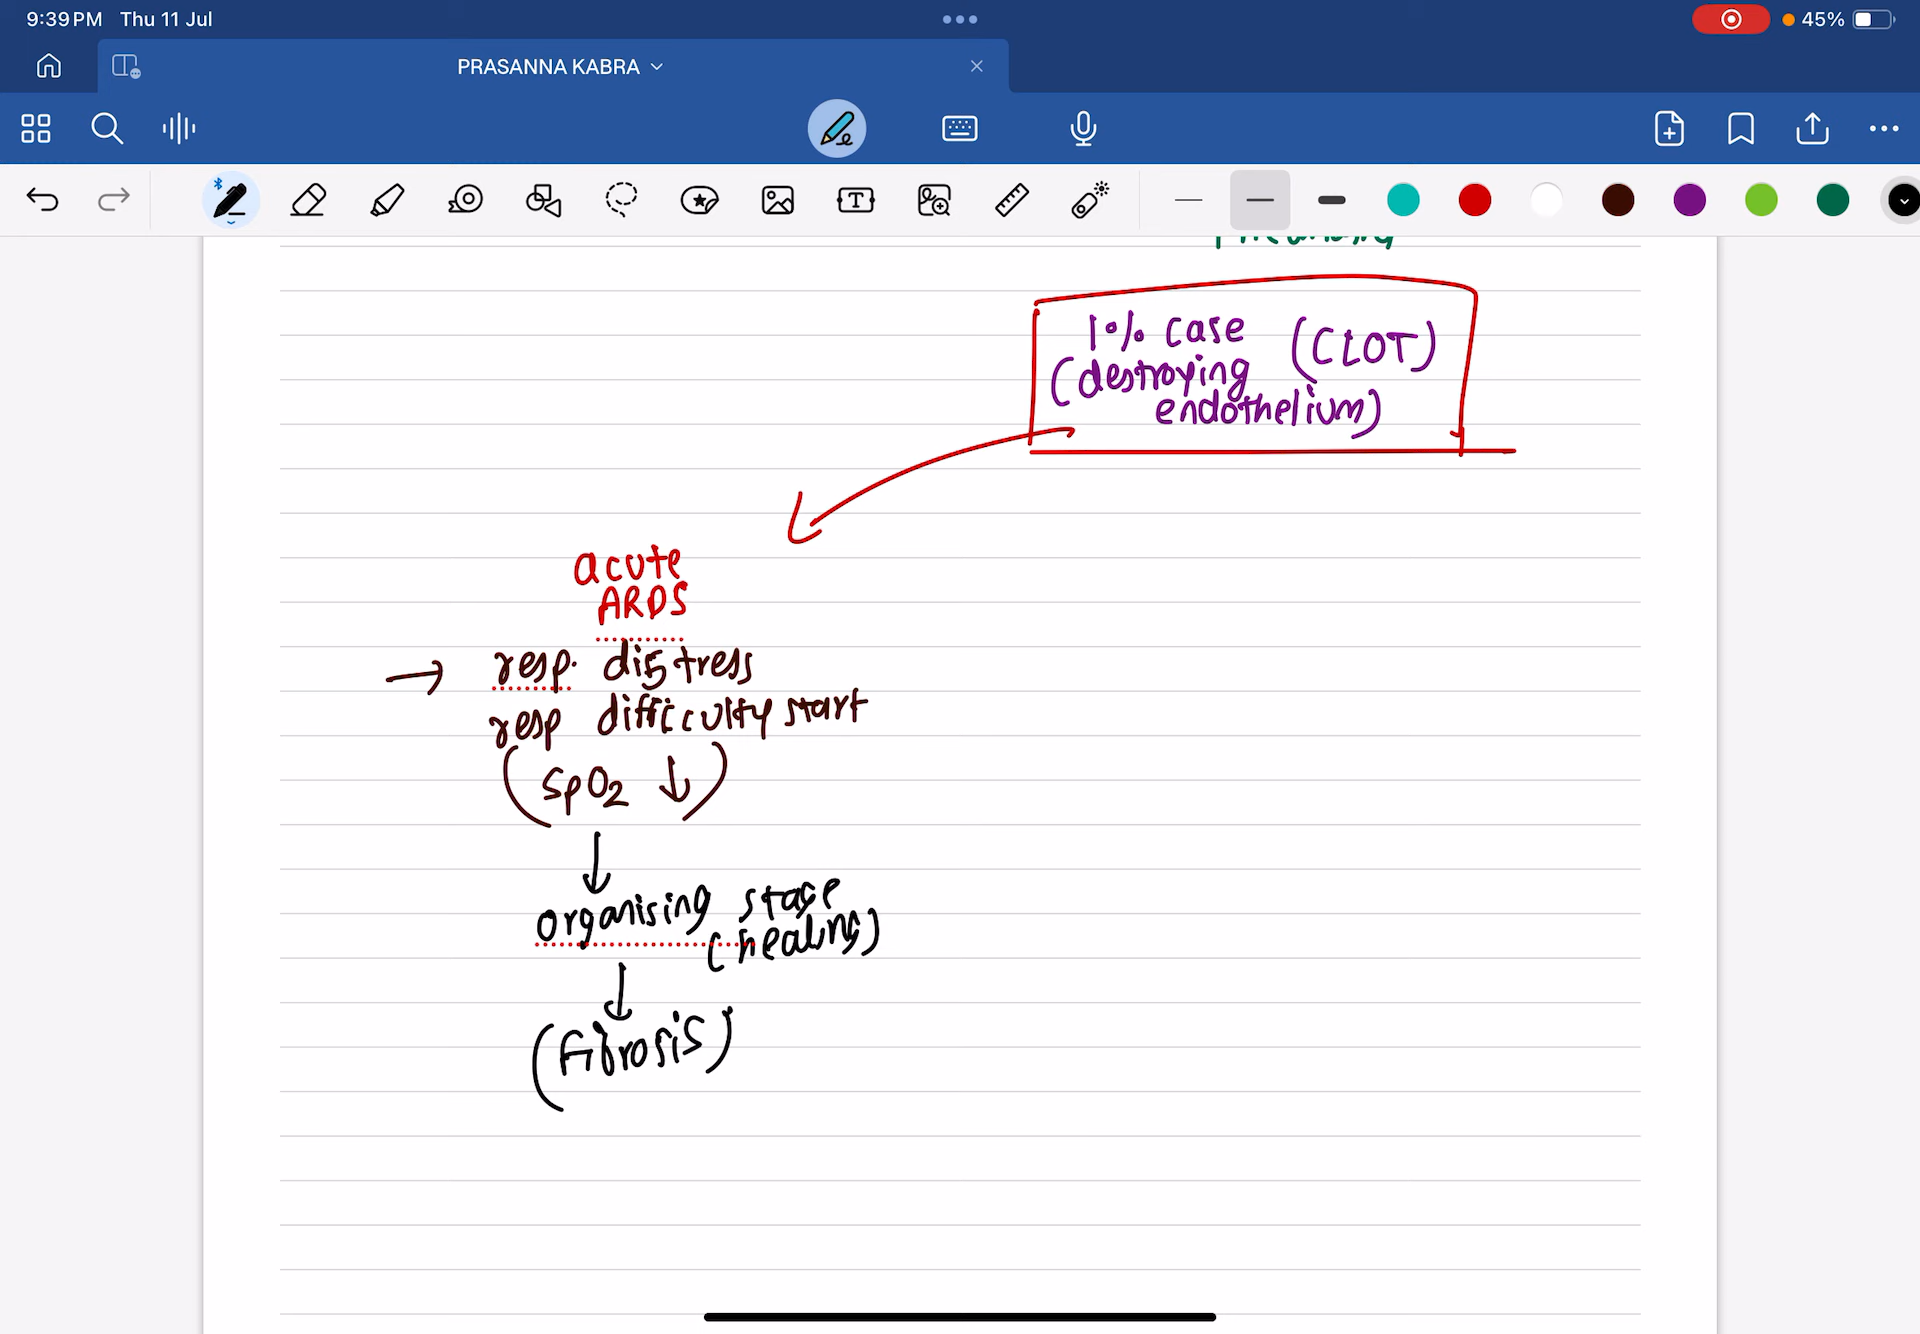 9:39 PM Thu 11 Jul
45%
PRASANNA KABRA
1% case (CLOT)
(destroying
endothelium)
acute
ARDS
→ resp. distress
resp difficulty start
(SpO2 ↓)
↓
organising stage
(healing)
↓
(Fibrosis)